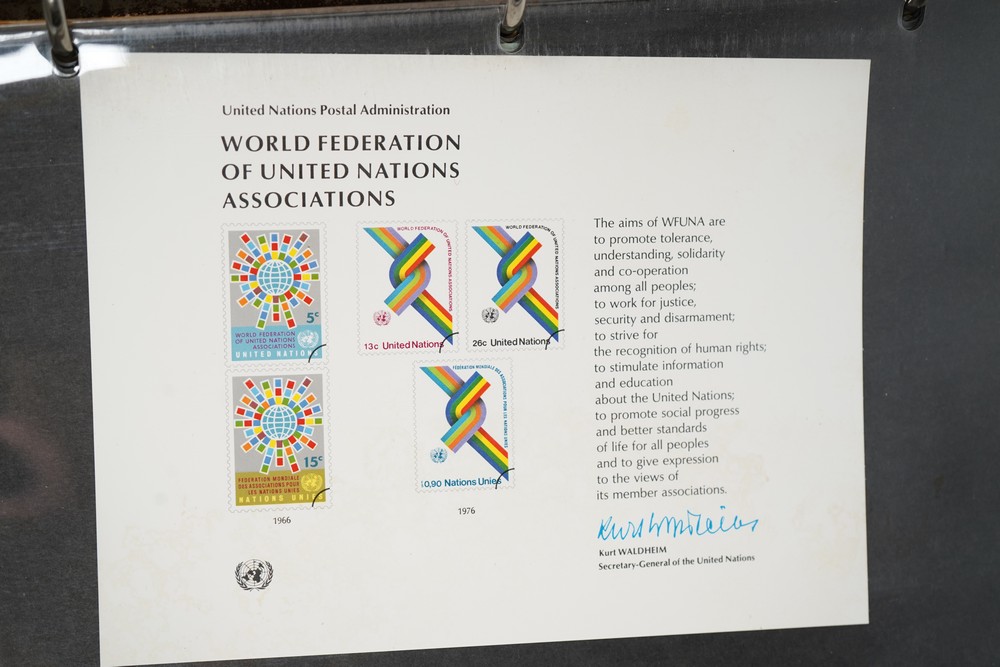 United Nations Postal Administration
WORLD FEDERATION
OF UNITED NATIONS
ASSOCIATIONS
5c
WORLD FEDERATION
OF UNITED NATIONS
ASSOCIATIONS
UNITED NATIONS
15c
FEDERATION MONDIALE
DES ASSOCIATIONS POUR
LES NATIONS UNIES
NATIONS UNIES
1966
WORLD FEDERATION OF UNITED NATIONS ASSOCIATIONS
13c United Nations
WORLD FEDERATION OF UNITED NATIONS ASSOCIATIONS
26c United Nations
FEDERATION MONDIALE DES ASSOCIATIONS POUR LES NATIONS UNIES
0,90 Nations Unies
1976
The aims of WFUNA are
to promote tolerance,
understanding, solidarity
and co-operation
among all peoples;
to work for justice,
security and disarmament;
to strive for
the recognition of human rights;
to stimulate information
and education
about the United Nations;
to promote social progress
and better standards
of life for all peoples
and to give expression
to the views of
its member associations.
Kurt Waldheim
Kurt WALDHEIM
Secretary-General of the United Nations